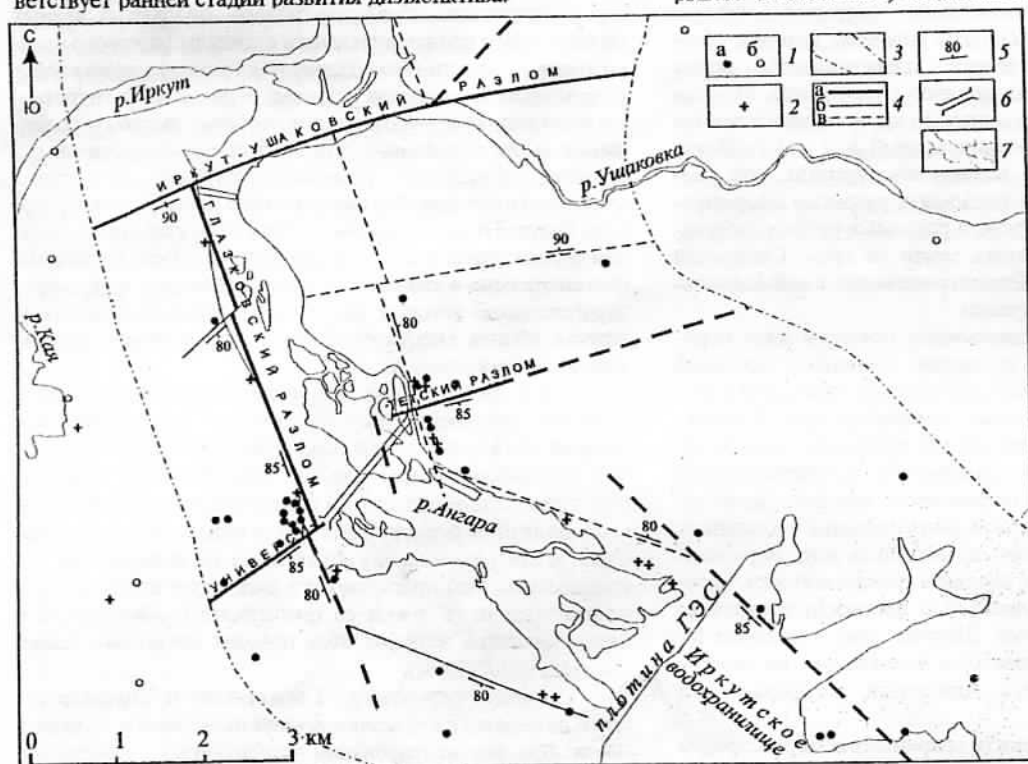 ветствует ранней стадии развития дизъюнктива.
С
Ю
р.Иркут
ИРКУТ-УШАКОВСКИЙ РАЗЛОМ
а б 1
2
3
а
б
в 4
80 5
6
7
р.Ушаковка
90
90
ГЛАЗКОВСКИЙ РАЗЛОМ
80
80
р.Кая
РАЗЛОМ
85
85
р.Ангара
80
85
80
85
80
плотина ГЭС
Иркутское
водохранилище
0 1 2 3 км